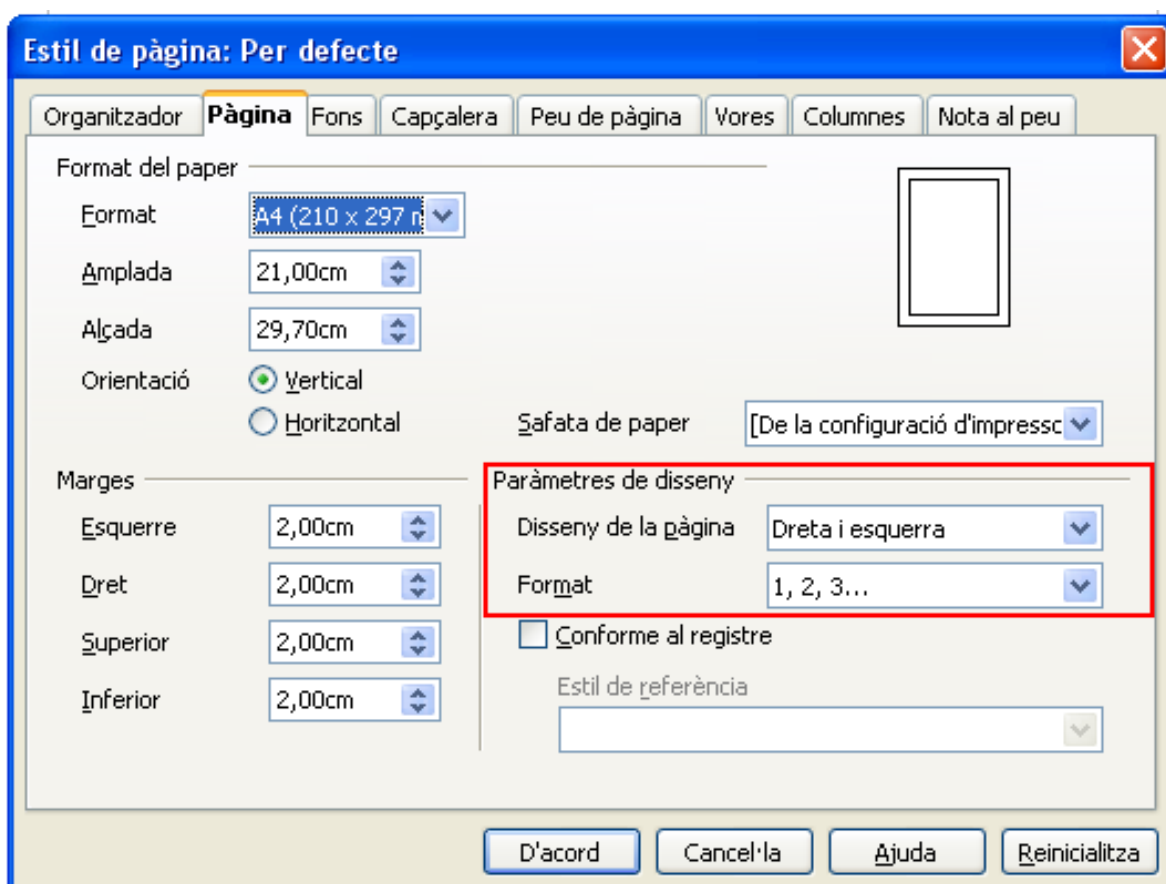 Estil de pàgina: Per defecte
Organitzador Pàgina Fons Capçalera Peu de pàgina Vores Columnes Nota al peu
Format del paper
Format A4 (210 x 297 
Amplada 21,00cm
Alçada 29,70cm
Orientació Vertical
Horitzontal
Safata de paper [De la configuració d'impressc
Marges
Esquerre 2,00cm
Dret 2,00cm
Superior 2,00cm
Inferior 2,00cm
Paràmetres de disseny
Disseny de la pàgina Dreta i esquerra
Format 1, 2, 3...
Conforme al registre
Estil de referència
D'acord Cancel·la Ajuda Reinicialitza